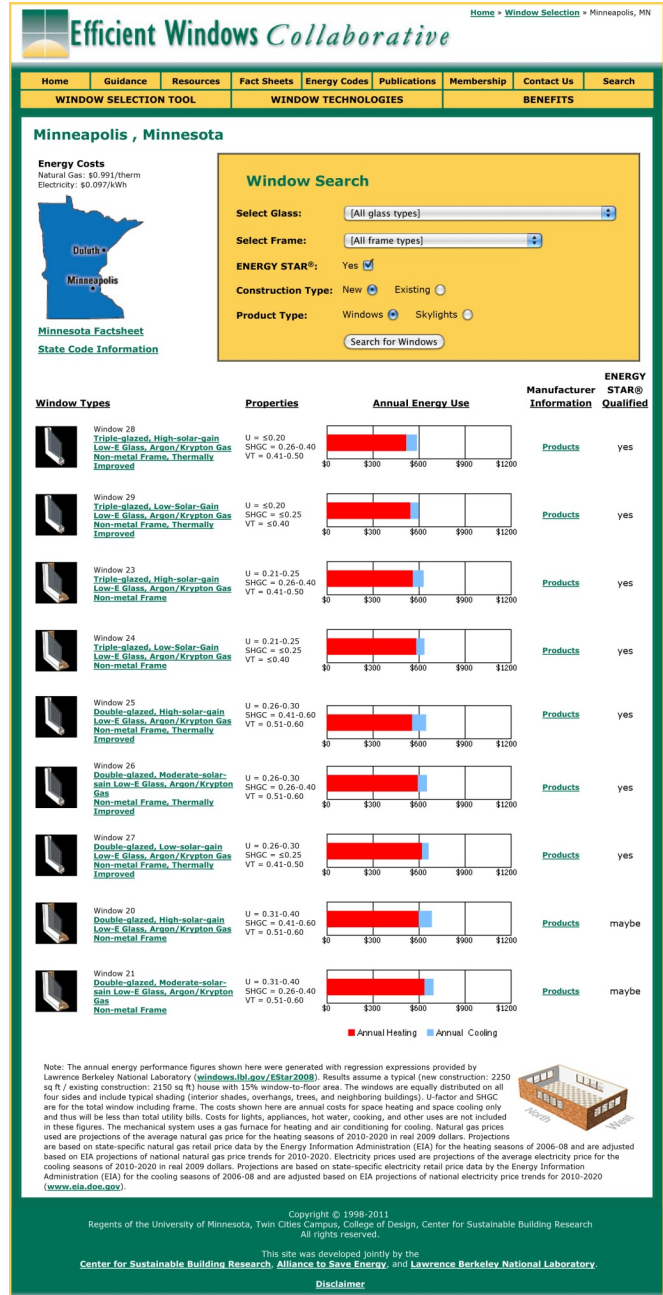 Efficient Windows Collaborative
Home » Window Selection » Minneapolis, MN
Home Guidance Resources Fact Sheets Energy Codes Publications Membership Contact Us Search
WINDOW SELECTION TOOL WINDOW TECHNOLOGIES BENEFITS
Minneapolis , Minnesota
Energy Costs
Natural Gas: $0.991/therm
Electricity: $0.097/kWh
Duluth
Minneapolis
Minnesota Factsheet
State Code Information
Window Search
Select Glass: [All glass types]
Select Frame: [All frame types]
ENERGY STAR®: Yes
Construction Type: New Existing
Product Type: Windows Skylights
Search for Windows
Window Types Properties Annual Energy Use Manufacturer Information ENERGY STAR® Qualified
Window 28
Triple-glazed, High-solar-gain
Low-E Glass, Argon/Krypton Gas
Non-metal Frame, Thermally
Improved
U = ≤0.20
SHGC = 0.26-0.40
VT = 0.41-0.50
$0 $300 $600 $900 $1200
Products
yes
Window 29
Triple-glazed, Low-Solar-Gain
Low-E Glass, Argon/Krypton Gas
Non-metal Frame, Thermally
Improved
U = ≤0.20
SHGC = ≤0.25
VT = ≤0.40
$0 $300 $600 $900 $1200
Products
yes
Window 23
Triple-glazed, High-solar-gain
Low-E Glass, Argon/Krypton Gas
Non-metal Frame
U = 0.21-0.25
SHGC = 0.26-0.40
VT = 0.41-0.50
$0 $300 $600 $900 $1200
Products
yes
Window 24
Triple-glazed, Low-Solar-Gain
Low-E Glass, Argon/Krypton Gas
Non-metal Frame
U = 0.21-0.25
SHGC = ≤0.25
VT = ≤0.40
$0 $300 $600 $900 $1200
Products
yes
Window 25
Double-glazed, High-solar-gain
Low-E Glass, Argon/Krypton Gas
Non-metal Frame, Thermally
Improved
U = 0.26-0.30
SHGC = 0.41-0.60
VT = 0.51-0.60
$0 $300 $600 $900 $1200
Products
yes
Window 26
Double-glazed, Moderate-solar-
sain Low-E Glass, Argon/Krypton
Gas
Non-metal Frame, Thermally
Improved
U = 0.26-0.30
SHGC = 0.26-0.40
VT = 0.51-0.60
$0 $300 $600 $900 $1200
Products
yes
Window 27
Double-glazed, Low-solar-gain
Low-E Glass, Argon/Krypton Gas
Non-metal Frame, Thermally
Improved
U = 0.26-0.30
SHGC = ≤0.25
VT = 0.41-0.50
$0 $300 $600 $900 $1200
Products
yes
Window 20
Double-glazed, High-solar-gain
Low-E Glass, Argon/Krypton Gas
Non-metal Frame
U = 0.31-0.40
SHGC = 0.41-0.60
VT = 0.51-0.60
$0 $300 $600 $900 $1200
Products
maybe
Window 21
Double-glazed, Moderate-solar-
sain Low-E Glass, Argon/Krypton
Gas
Non-metal Frame
U = 0.31-0.40
SHGC = 0.26-0.40
VT = 0.51-0.60
$0 $300 $600 $900 $1200
Products
maybe
Annual Heating Annual Cooling
Note: The annual energy performance figures shown here were generated with regression expressions provided by
Lawrence Berkeley National Laboratory (windows.lbl.gov/EStar2008). Results assume a typical (new construction: 2250
sq ft / existing construction: 2150 sq ft) house with 15% window-to-floor area. The windows are equally distributed on all
four sides and include typical shading (interior shades, overhangs, trees, and neighboring buildings). U-factor and SHGC
are for the total window including frame. The costs shown here are annual costs for space heating and space cooling only
and thus will be less than total utility bills. Costs for lights, appliances, hot water, cooking, and other uses are not included
in these figures. The mechanical system uses a gas furnace for heating and air conditioning for cooling. Natural gas prices
used are projections of the average natural gas price for the heating seasons of 2010-2020 in real 2009 dollars. Projections
are based on state-specific natural gas retail price data by the Energy Information Administration (EIA) for the heating seasons of 2006-08 and are adjusted
based on EIA projections of national natural gas price trends for 2010-2020. Electricity prices used are projections of the average electricity price for the
cooling seasons of 2010-2020 in real 2009 dollars. Projections are based on state-specific electricity retail price data by the Energy Information
Administration (EIA) for the cooling seasons of 2006-08 and are adjusted based on EIA projections of national electricity price trends for 2010-2020
(www.eia.doe.gov).
North West
Copyright © 1998-2011
Regents of the University of Minnesota, Twin Cities Campus, College of Design, Center for Sustainable Building Research
All rights reserved.
This site was developed jointly by the
Center for Sustainable Building Research, Alliance to Save Energy, and Lawrence Berkeley National Laboratory.
Disclaimer